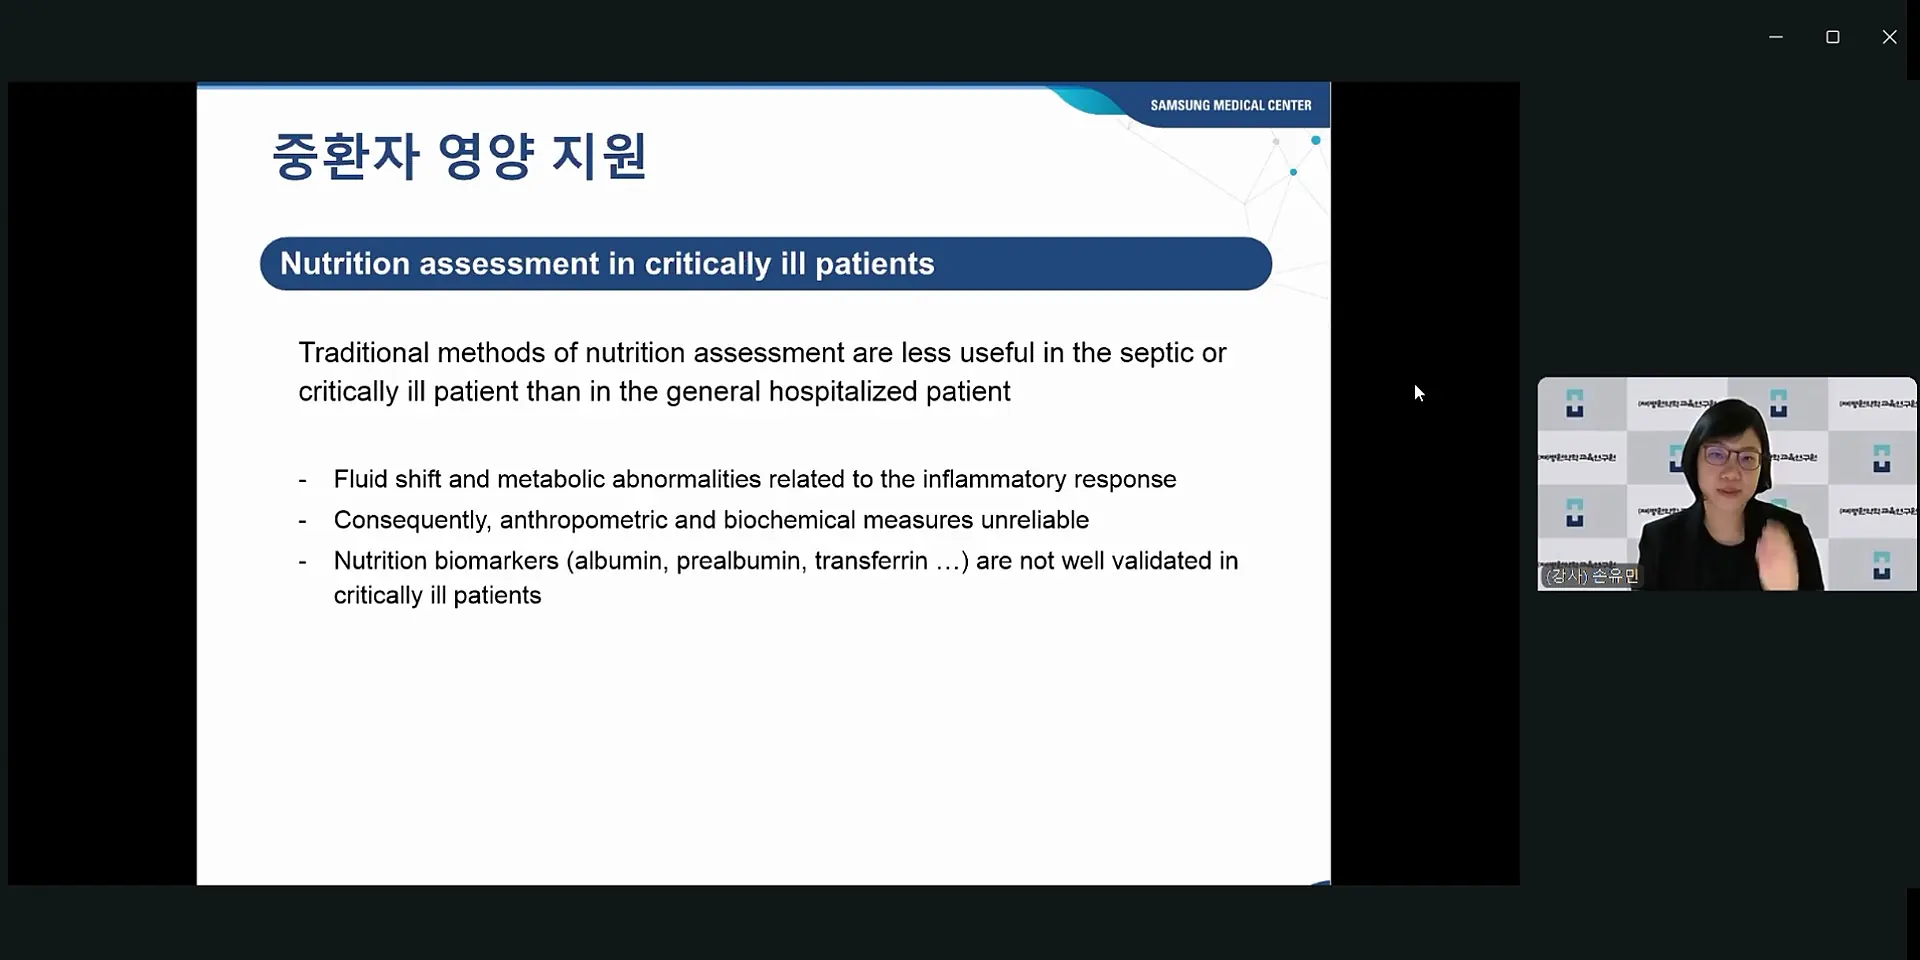 SAMSUNG MEDICAL CENTER
중환자 영양 지원
Nutrition assessment in critically ill patients
Traditional methods of nutrition assessment are less useful in the septic or
critically ill patient than in the general hospitalized patient
- Fluid shift and metabolic abnormalities related to the inflammatory response
- Consequently, anthropometric and biochemical measures unreliable
- Nutrition biomarkers (albumin, prealbumin, transferrin …) are not well validated in
critically ill patients
(강사) 손유민